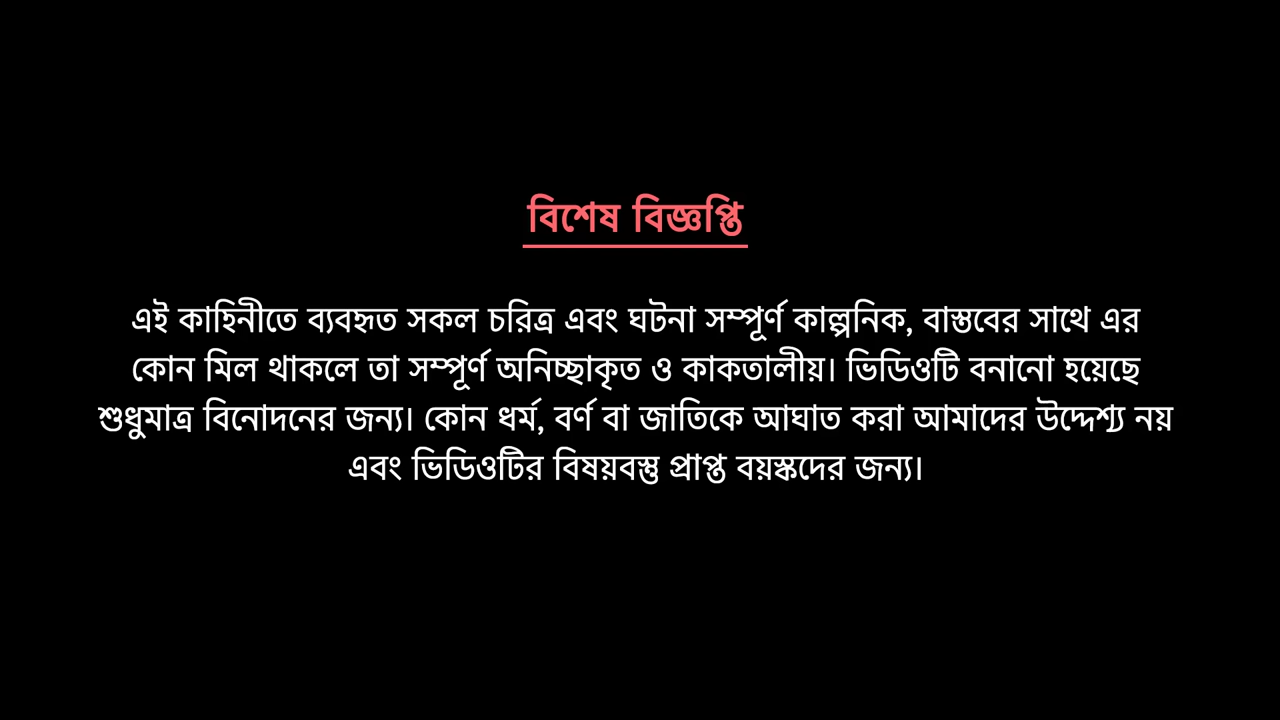 বিশেষ বিজ্ঞপ্তি
এই কাহিনীতে ব্যবহৃত সকল চরিত্র এবং ঘটনা সম্পূর্ণ কাল্পনিক, বাস্তবের সাথে এর
কোন মিল থাকলে তা সম্পূর্ণ অনিচ্ছাকৃত ও কাকতালীয়। ভিডিওটি বনানো হয়েছে
শুধুমাত্র বিনোদনের জন্য। কোন ধর্ম, বর্ণ বা জাতিকে আঘাত করা আমাদের উদ্দেশ্য নয়
এবং ভিডিওটির বিষয়বস্তু প্রাপ্ত বয়স্কদের জন্য।